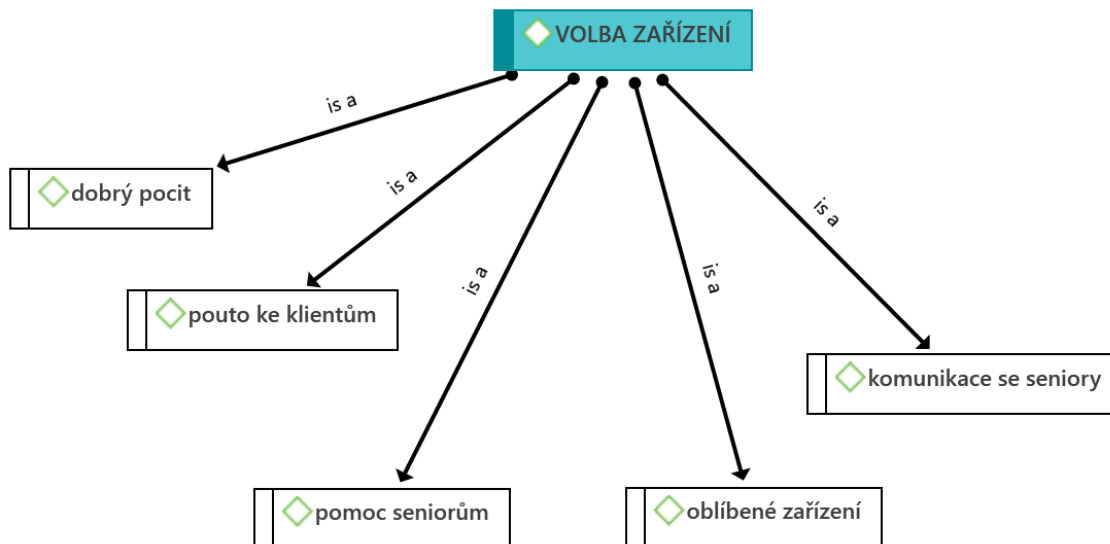 VOLBA ZAŘÍZENÍ
is a
is a
is a
is a
is a
dobrý pocit
pouto ke klientům
komunikace se seniory
pomoc seniorům
oblíbené zařízení